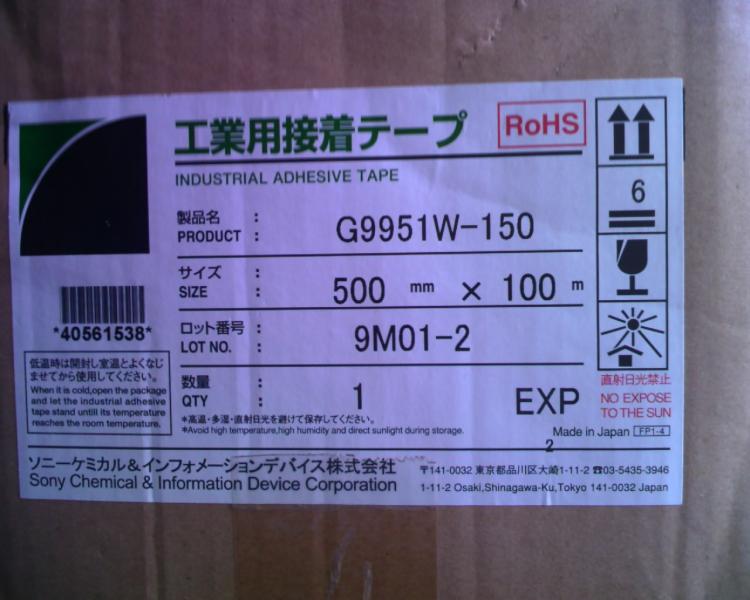 工業用接着テープ RoHS
INDUSTRIAL ADHESIVE TAPE
製品名 :
PRODUCT : G9951W-150
サイズ :
SIZE : 500 mm × 100 m
ロット番号 :
LOT NO. : 9M01-2
数量 :
QTY : 1
EXP
*高温・多湿・直射日光を避けて保存してください。
*Avoid high temperature,high humidity and direct sunlight during storage.
Made in Japan FP1-4
2
*40561538*
低温時は開封し室温とよくなじ
ませてから使用してください。
When it is cold,open the package
and let the industrial adhesive
tape stand untill its temperature
reaches the room temperature.
6
直射日光禁止
NO EXPOSE
TO THE SUN
ソニーケミカル&インフォメーションデバイス株式会社
Sony Chemical & Information Device Corporation
〒141-0032 東京都品川区大崎1-11-2 ☎03-5435-3946
1-11-2 Osaki,Shinagawa-Ku,Tokyo 141-0032 Japan